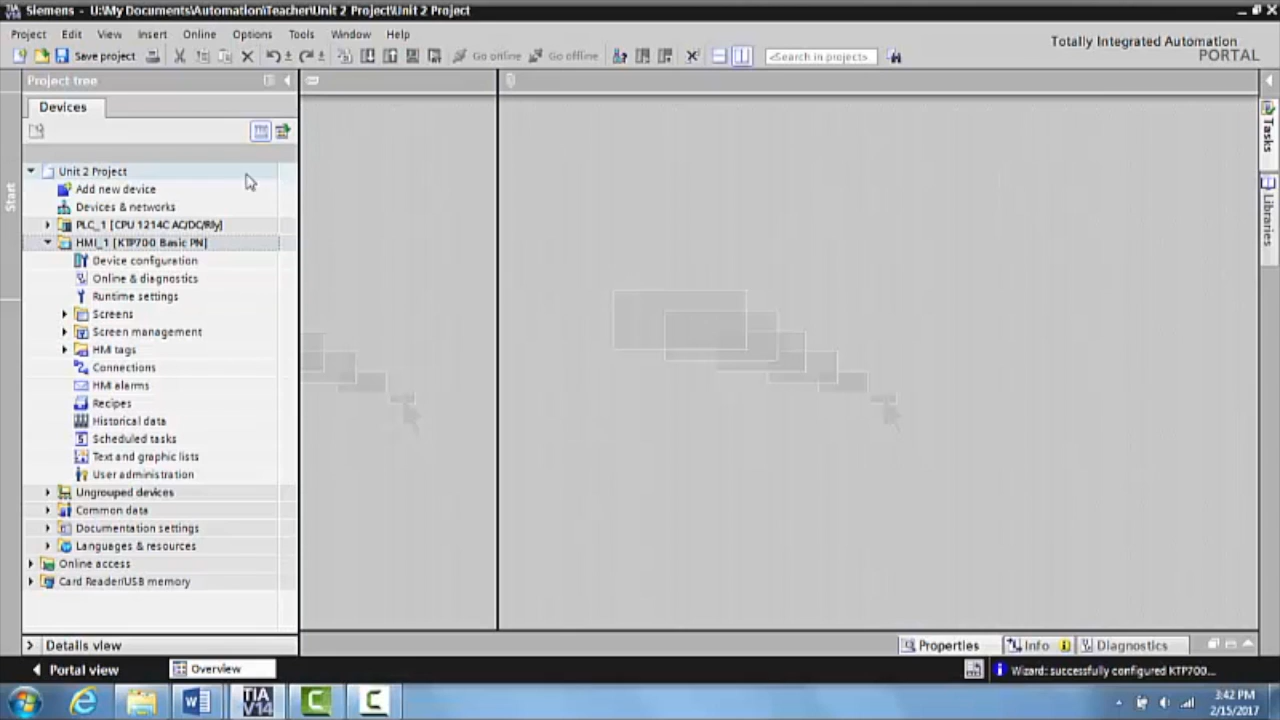 Siemens - U:\My Documents\Automation\Teacher\Unit 2 Project\Unit 2 Project
Project Edit View Insert Online Options Tools Window Help
Totally Integrated Automation
PORTAL
Save project
Go online
Go offline
<Search in project>
Project tree
Devices
Start
Unit 2 Project
Add new device
Devices & networks
PLC_1 [CPU 1214C AC/DC/Rly]
HMI_1 [KTP700 Basic PN]
Device configuration
Online & diagnostics
Runtime settings
Screens
Screen management
HMI tags
Connections
HMI alarms
Recipes
Historical data
Scheduled tasks
Text and graphic lists
User administration
Ungrouped devices
Common data
Documentation settings
Languages & resources
Online access
Card Reader/USB memory
Tasks
Libraries
Details view
Properties
Info
Diagnostics
Portal view
Overview
Wizard: successfully configured KTP700...
TIA
V14
3:42 PM
2/15/2017